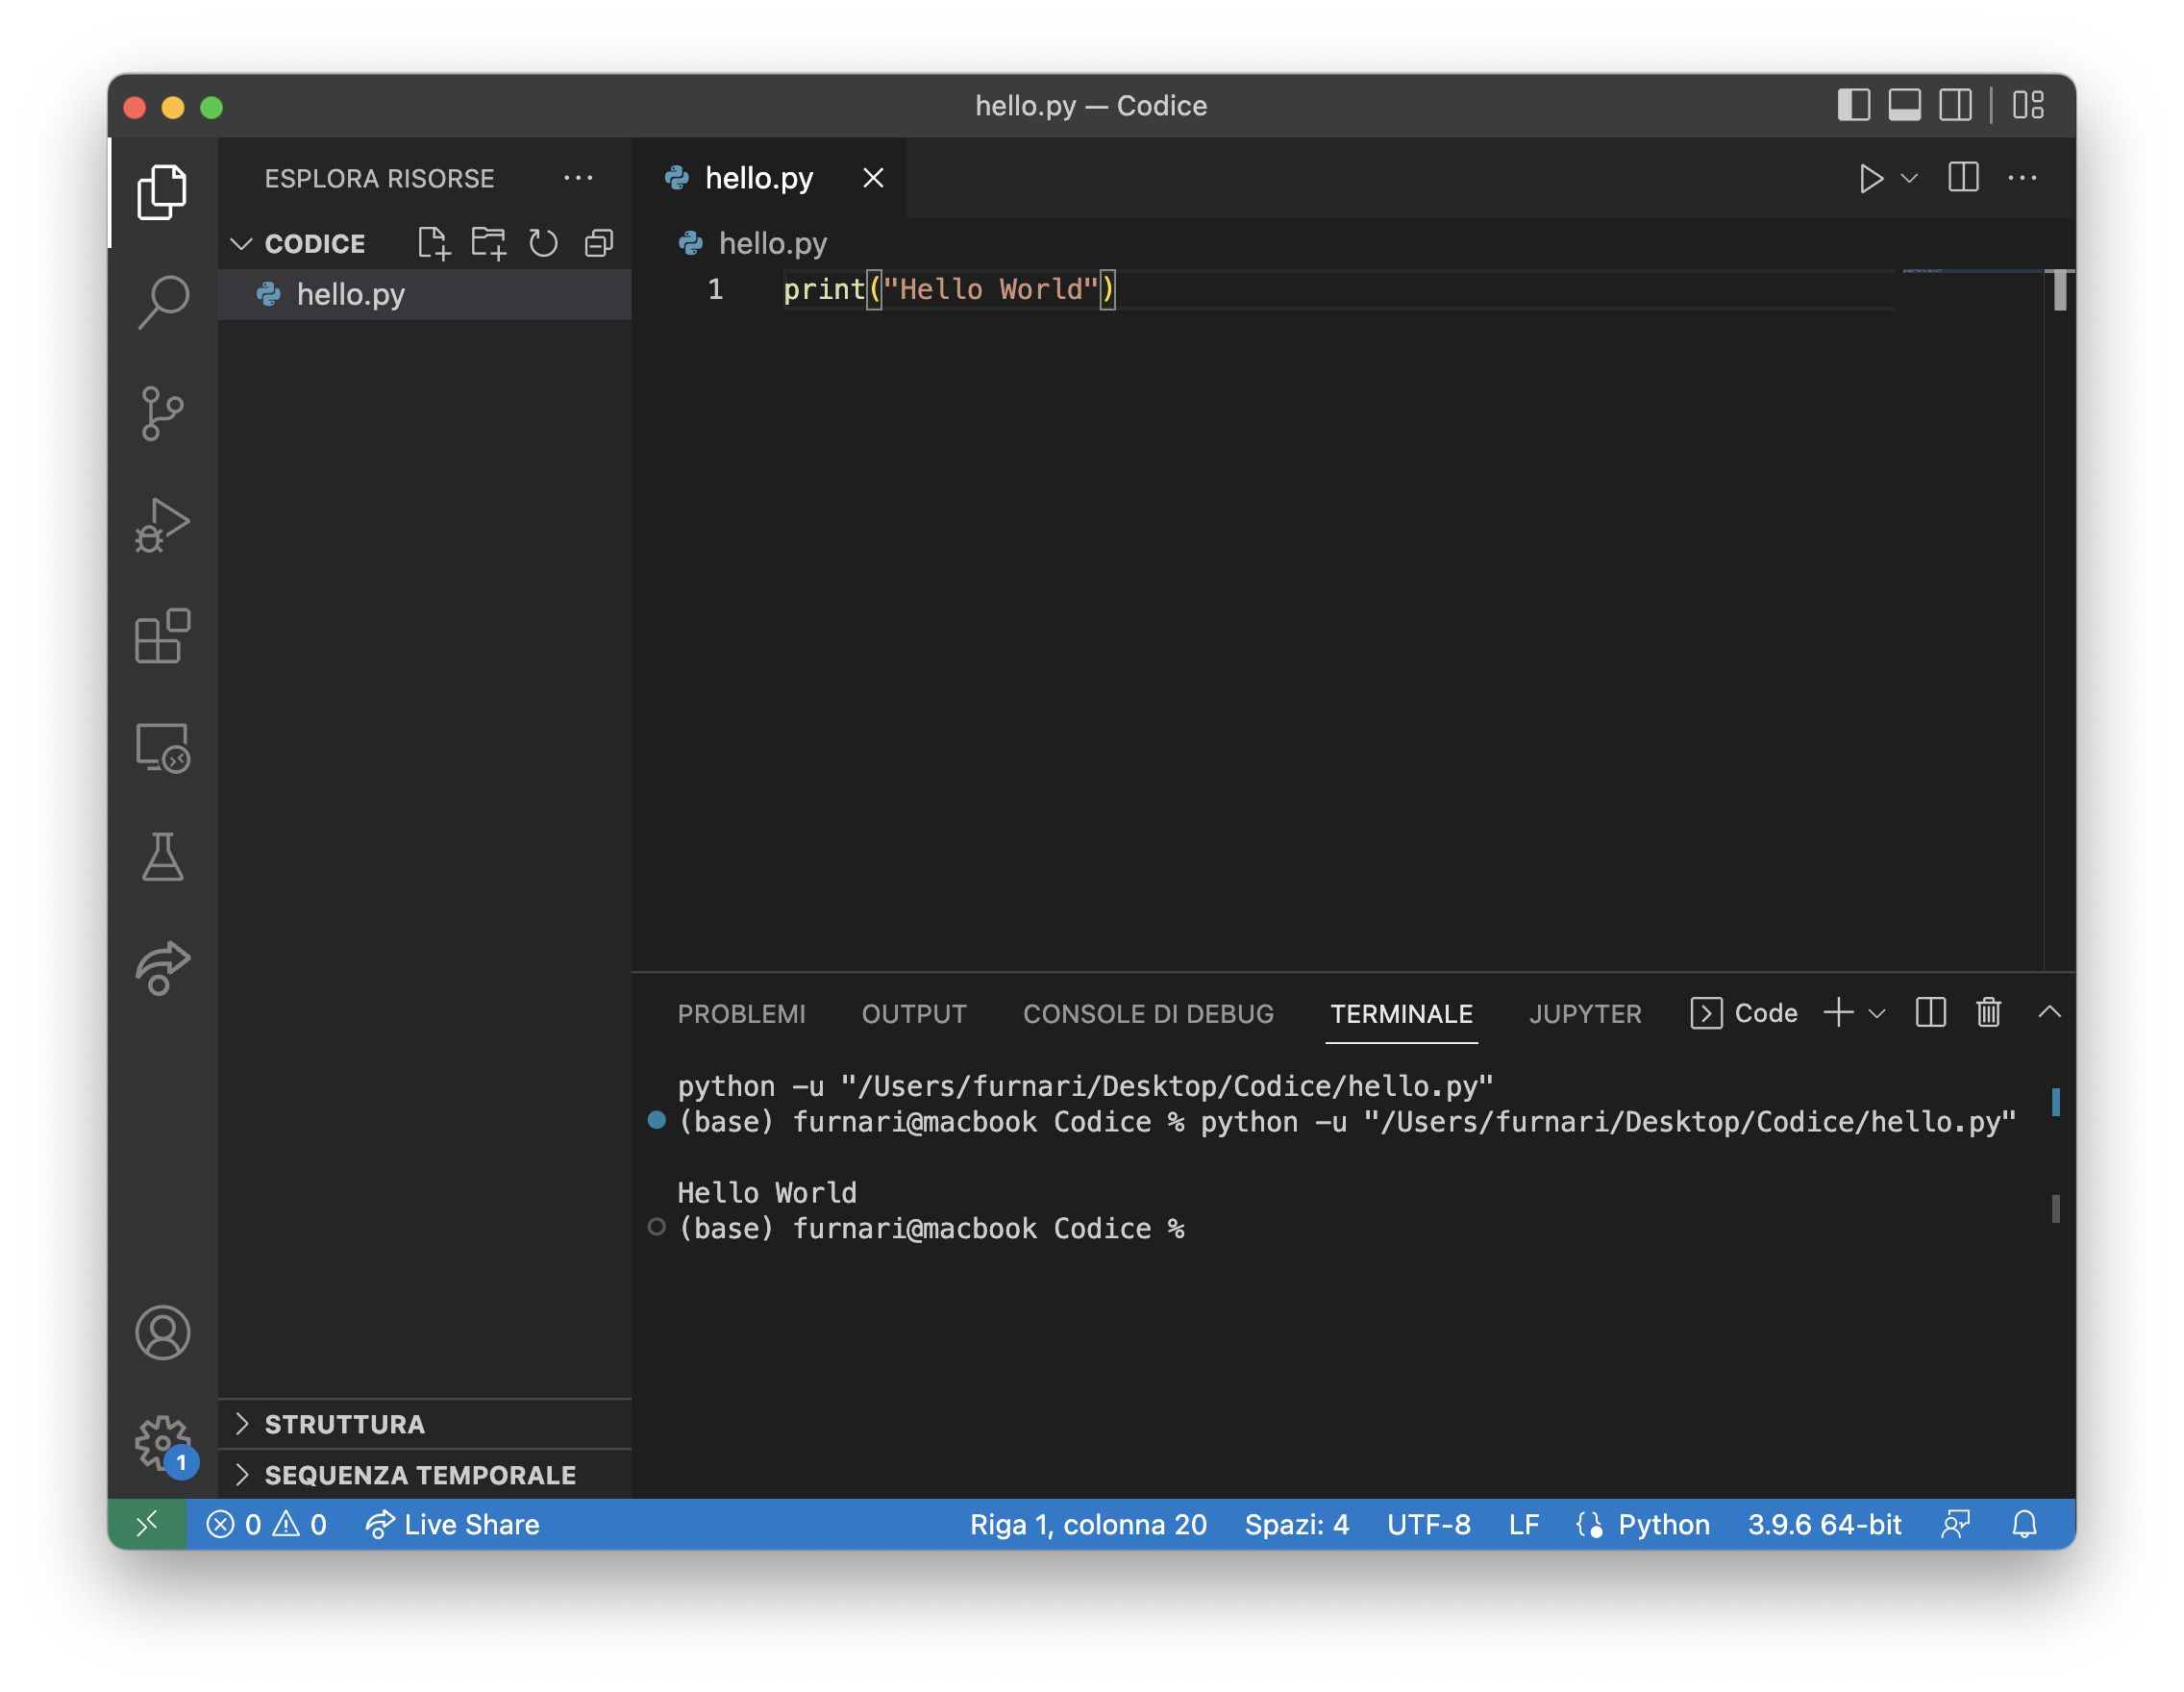 hello.py — Codice
ESPLORA RISORSE
CODICE
hello.py
hello.py
hello.py
1 print("Hello World")
PROBLEMI OUTPUT CONSOLE DI DEBUG TERMINALE JUPYTER Code
python -u "/Users/furnari/Desktop/Codice/hello.py"
(base) furnari@macbook Codice % python -u "/Users/furnari/Desktop/Codice/hello.py"
Hello World
(base) furnari@macbook Codice %
STRUTTURA
SEQUENZA TEMPORALE
1
0 0 Live Share Riga 1, colonna 20 Spazi: 4 UTF-8 LF Python 3.9.6 64-bit